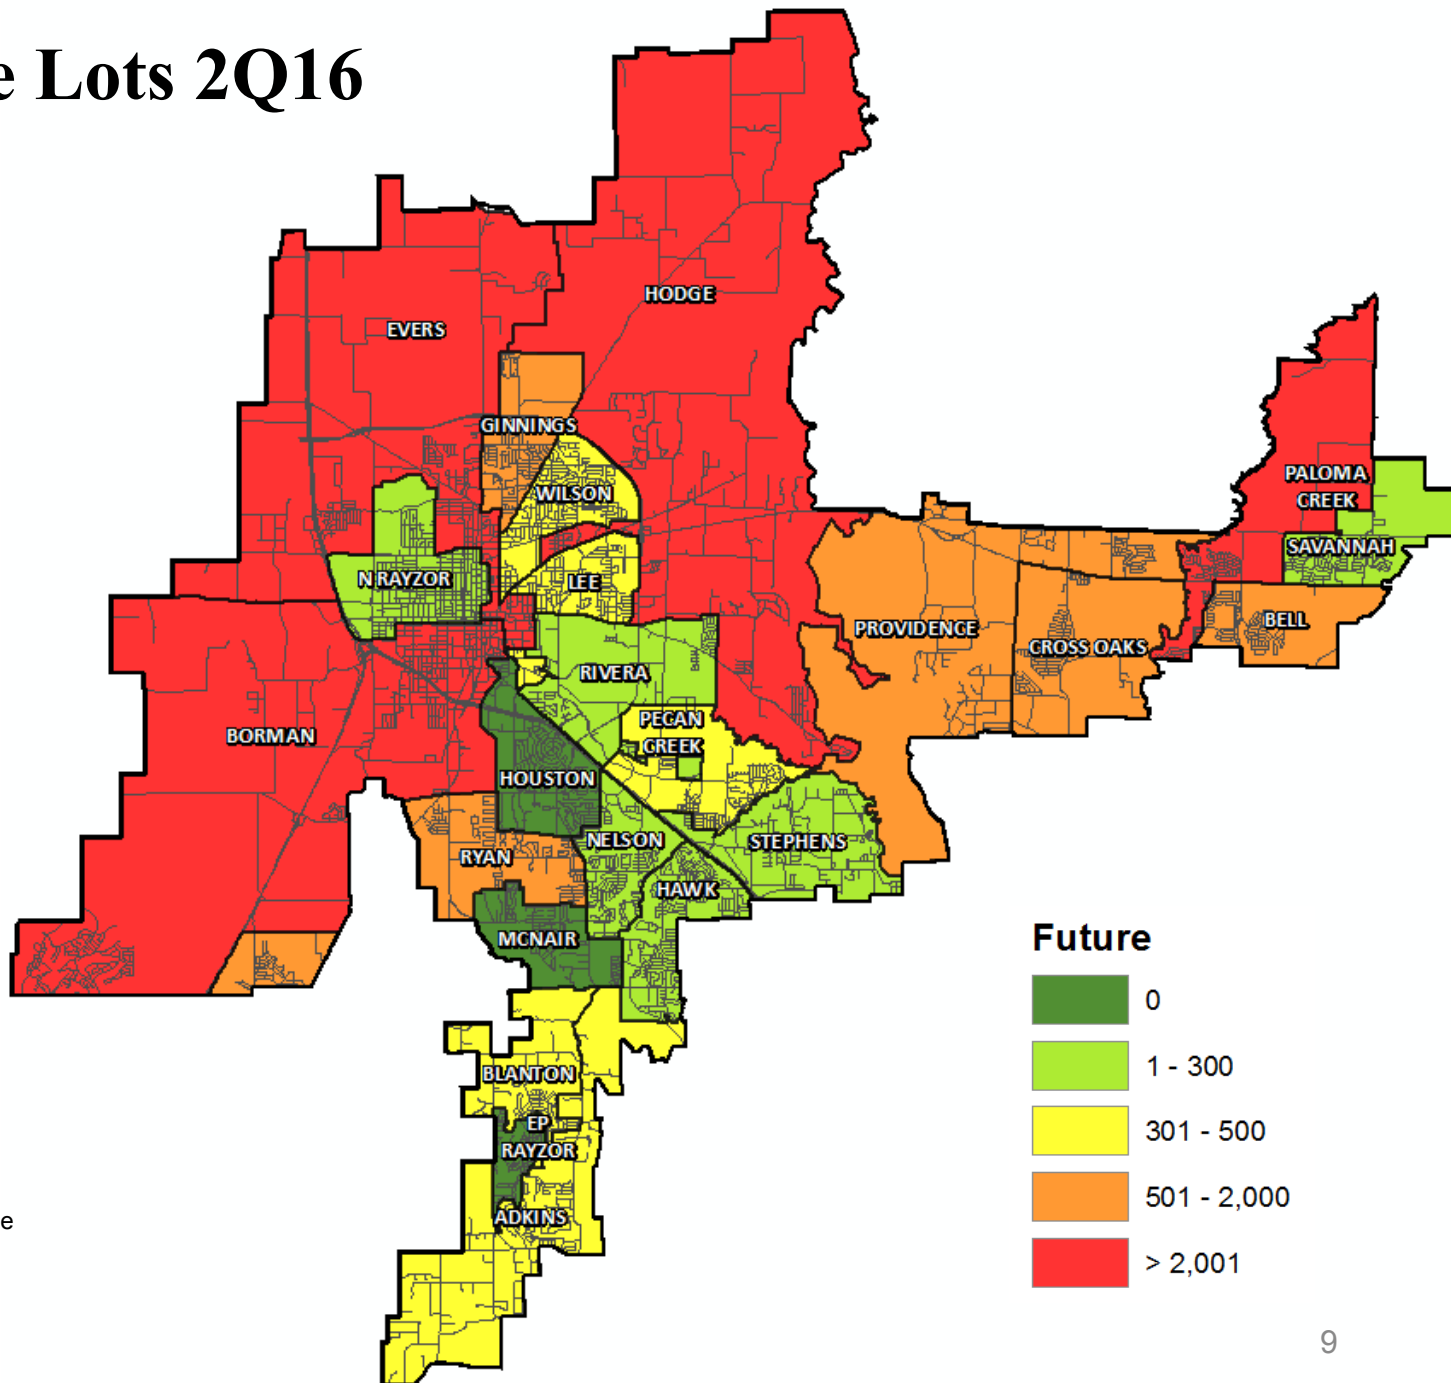 e Lots 2Q16
HODGE
EVERS
GINNINGS
PALOMA
CREEK
WILSON
SAVANNAH
N RAYZOR
LEE
BELL
PROVIDENCE
CROSS OAKS
RIVERA
PECAN
CREEK
BORMAN
HOUSTON
NELSON
STEPHENS
RYAN
HAWK
MCNAIR
BLANTON
EP
RAYZOR
ADKINS
Future
0
1 - 300
301 - 500
501 - 2,000
> 2,001
e
9